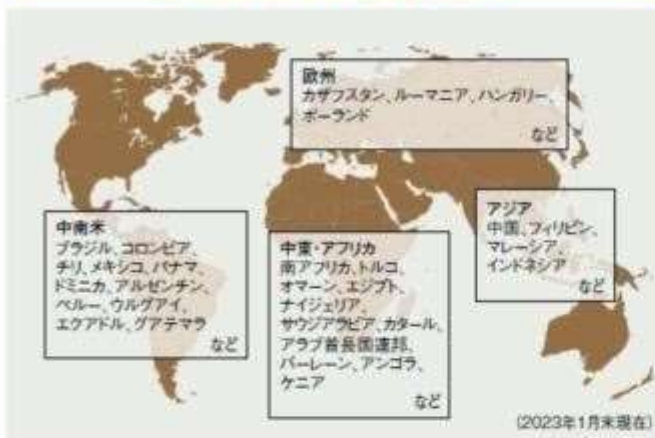 欧州
カザフスタン、ルーマニア、ハンガリー、
ポーランド
など
中南米
ブラジル、コロンビア、
チリ、メキシコ、パナマ、
ドミニカ、アルゼンチン、
ペルー、ウルグアイ、
エクアドル、グアテマラ
など
中東・アフリカ
南アフリカ、トルコ、
オマーン、エジプト、
ナイジェリア、
サウジアラビア、カタール、
アラブ首長国連邦、
バーレーン、アンゴラ、
ケニア
など
アジア
中国、フィリピン、
マレーシア、
インドネシア
など
(2023年1月末現在)